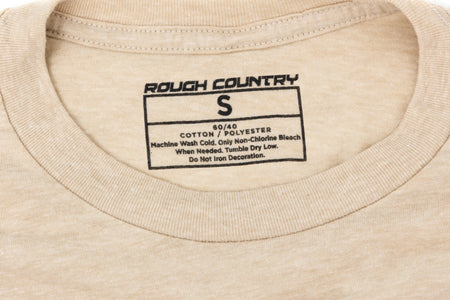 ROUGH COUNTRY
S
60/40
COTTON / POLYESTER
Machine Wash Cold. Only Non-Chlorine Bleach
When Needed. Tumble Dry Low.
Do Not Iron Decoration.